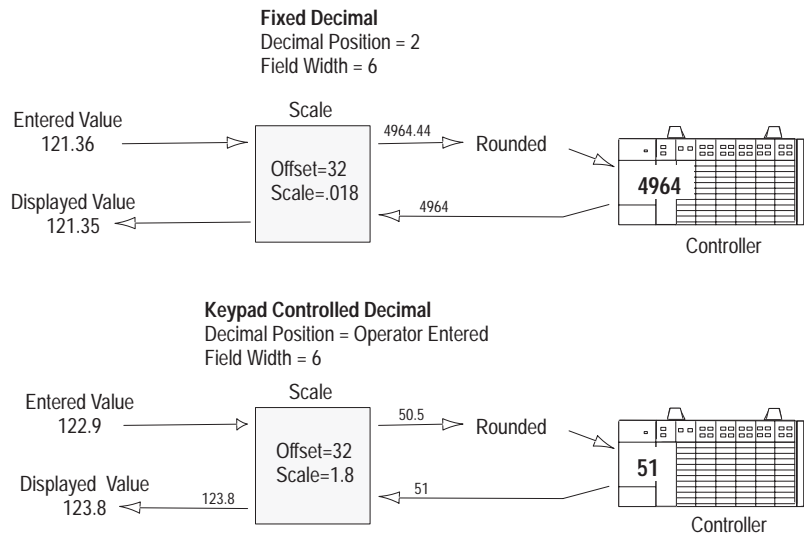 Fixed Decimal
Decimal Position = 2
Field Width = 6
Scale
Entered Value
121.36
4964.44
Rounded
Offset=32
Scale=.018
4964
Displayed Value
121.35
4964
Controller
Keypad Controlled Decimal
Decimal Position = Operator Entered
Field Width = 6
Scale
Entered Value
122.9
50.5
Rounded
Offset=32
Scale=1.8
51
Displayed Value
123.8
123.8
51
Controller